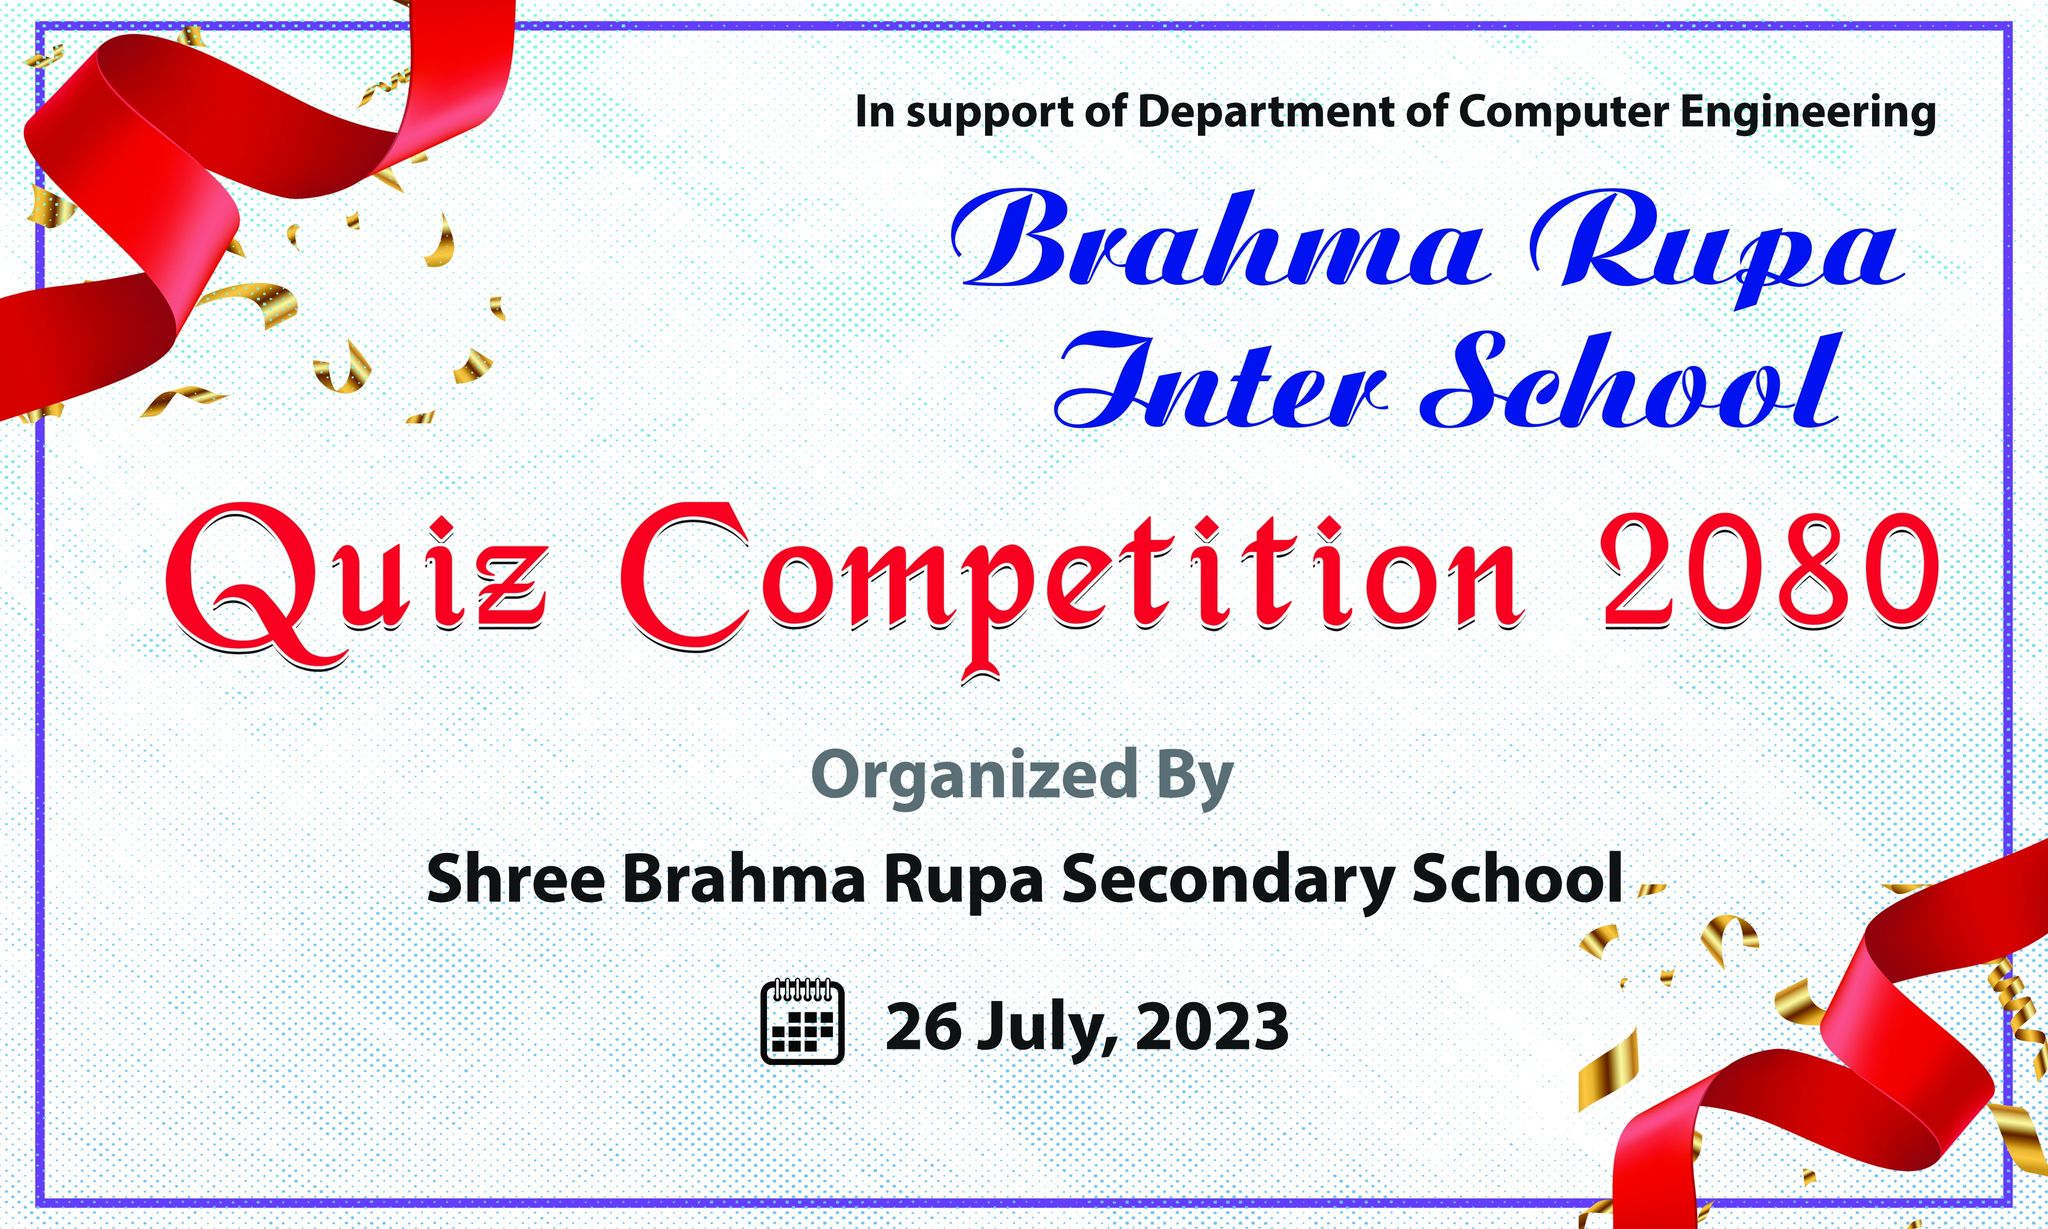 In support of Department of Computer Engineering
Brahma Rupa
Inter School
Quiz Competition 2080
Organized By
Shree Brahma Rupa Secondary School
26 July, 2023